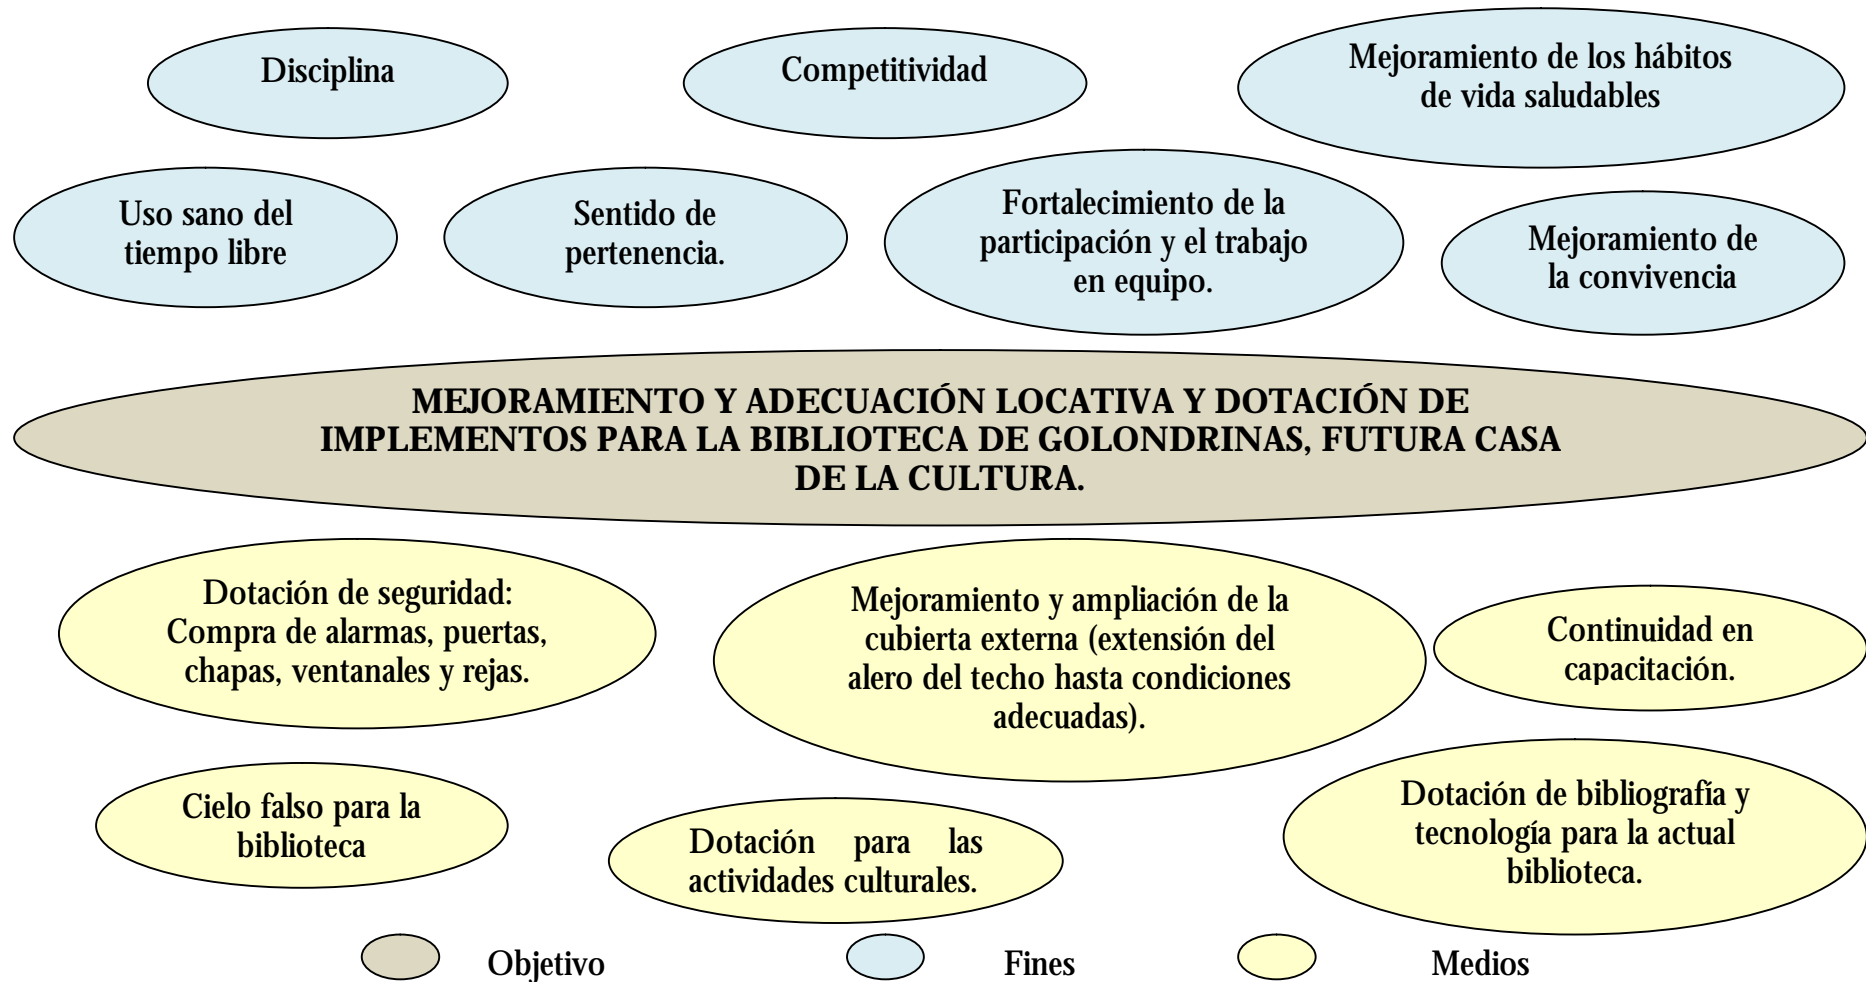 Disciplina
Competitividad
Mejoramiento de los hábitos
de vida saludables
Uso sano del
tiempo libre
Sentido de
pertenencia.
Fortalecimiento de la
participación y el trabajo
en equipo.
Mejoramiento de
la convivencia
MEJORAMIENTO Y ADECUACIÓN LOCATIVA Y DOTACIÓN DE
IMPLEMENTOS PARA LA BIBLIOTECA DE GOLONDRINAS, FUTURA CASA
DE LA CULTURA.
Dotación de seguridad:
Compra de alarmas, puertas,
chapas, ventanales y rejas.
Mejoramiento y ampliación de la
cubierta externa (extensión del
alero del techo hasta condiciones
adecuadas).
Continuidad en
capacitación.
Cielo falso para la
biblioteca
Dotación para las
actividades culturales.
Dotación de bibliografía y
tecnología para la actual
biblioteca.
Objetivo
Fines
Medios